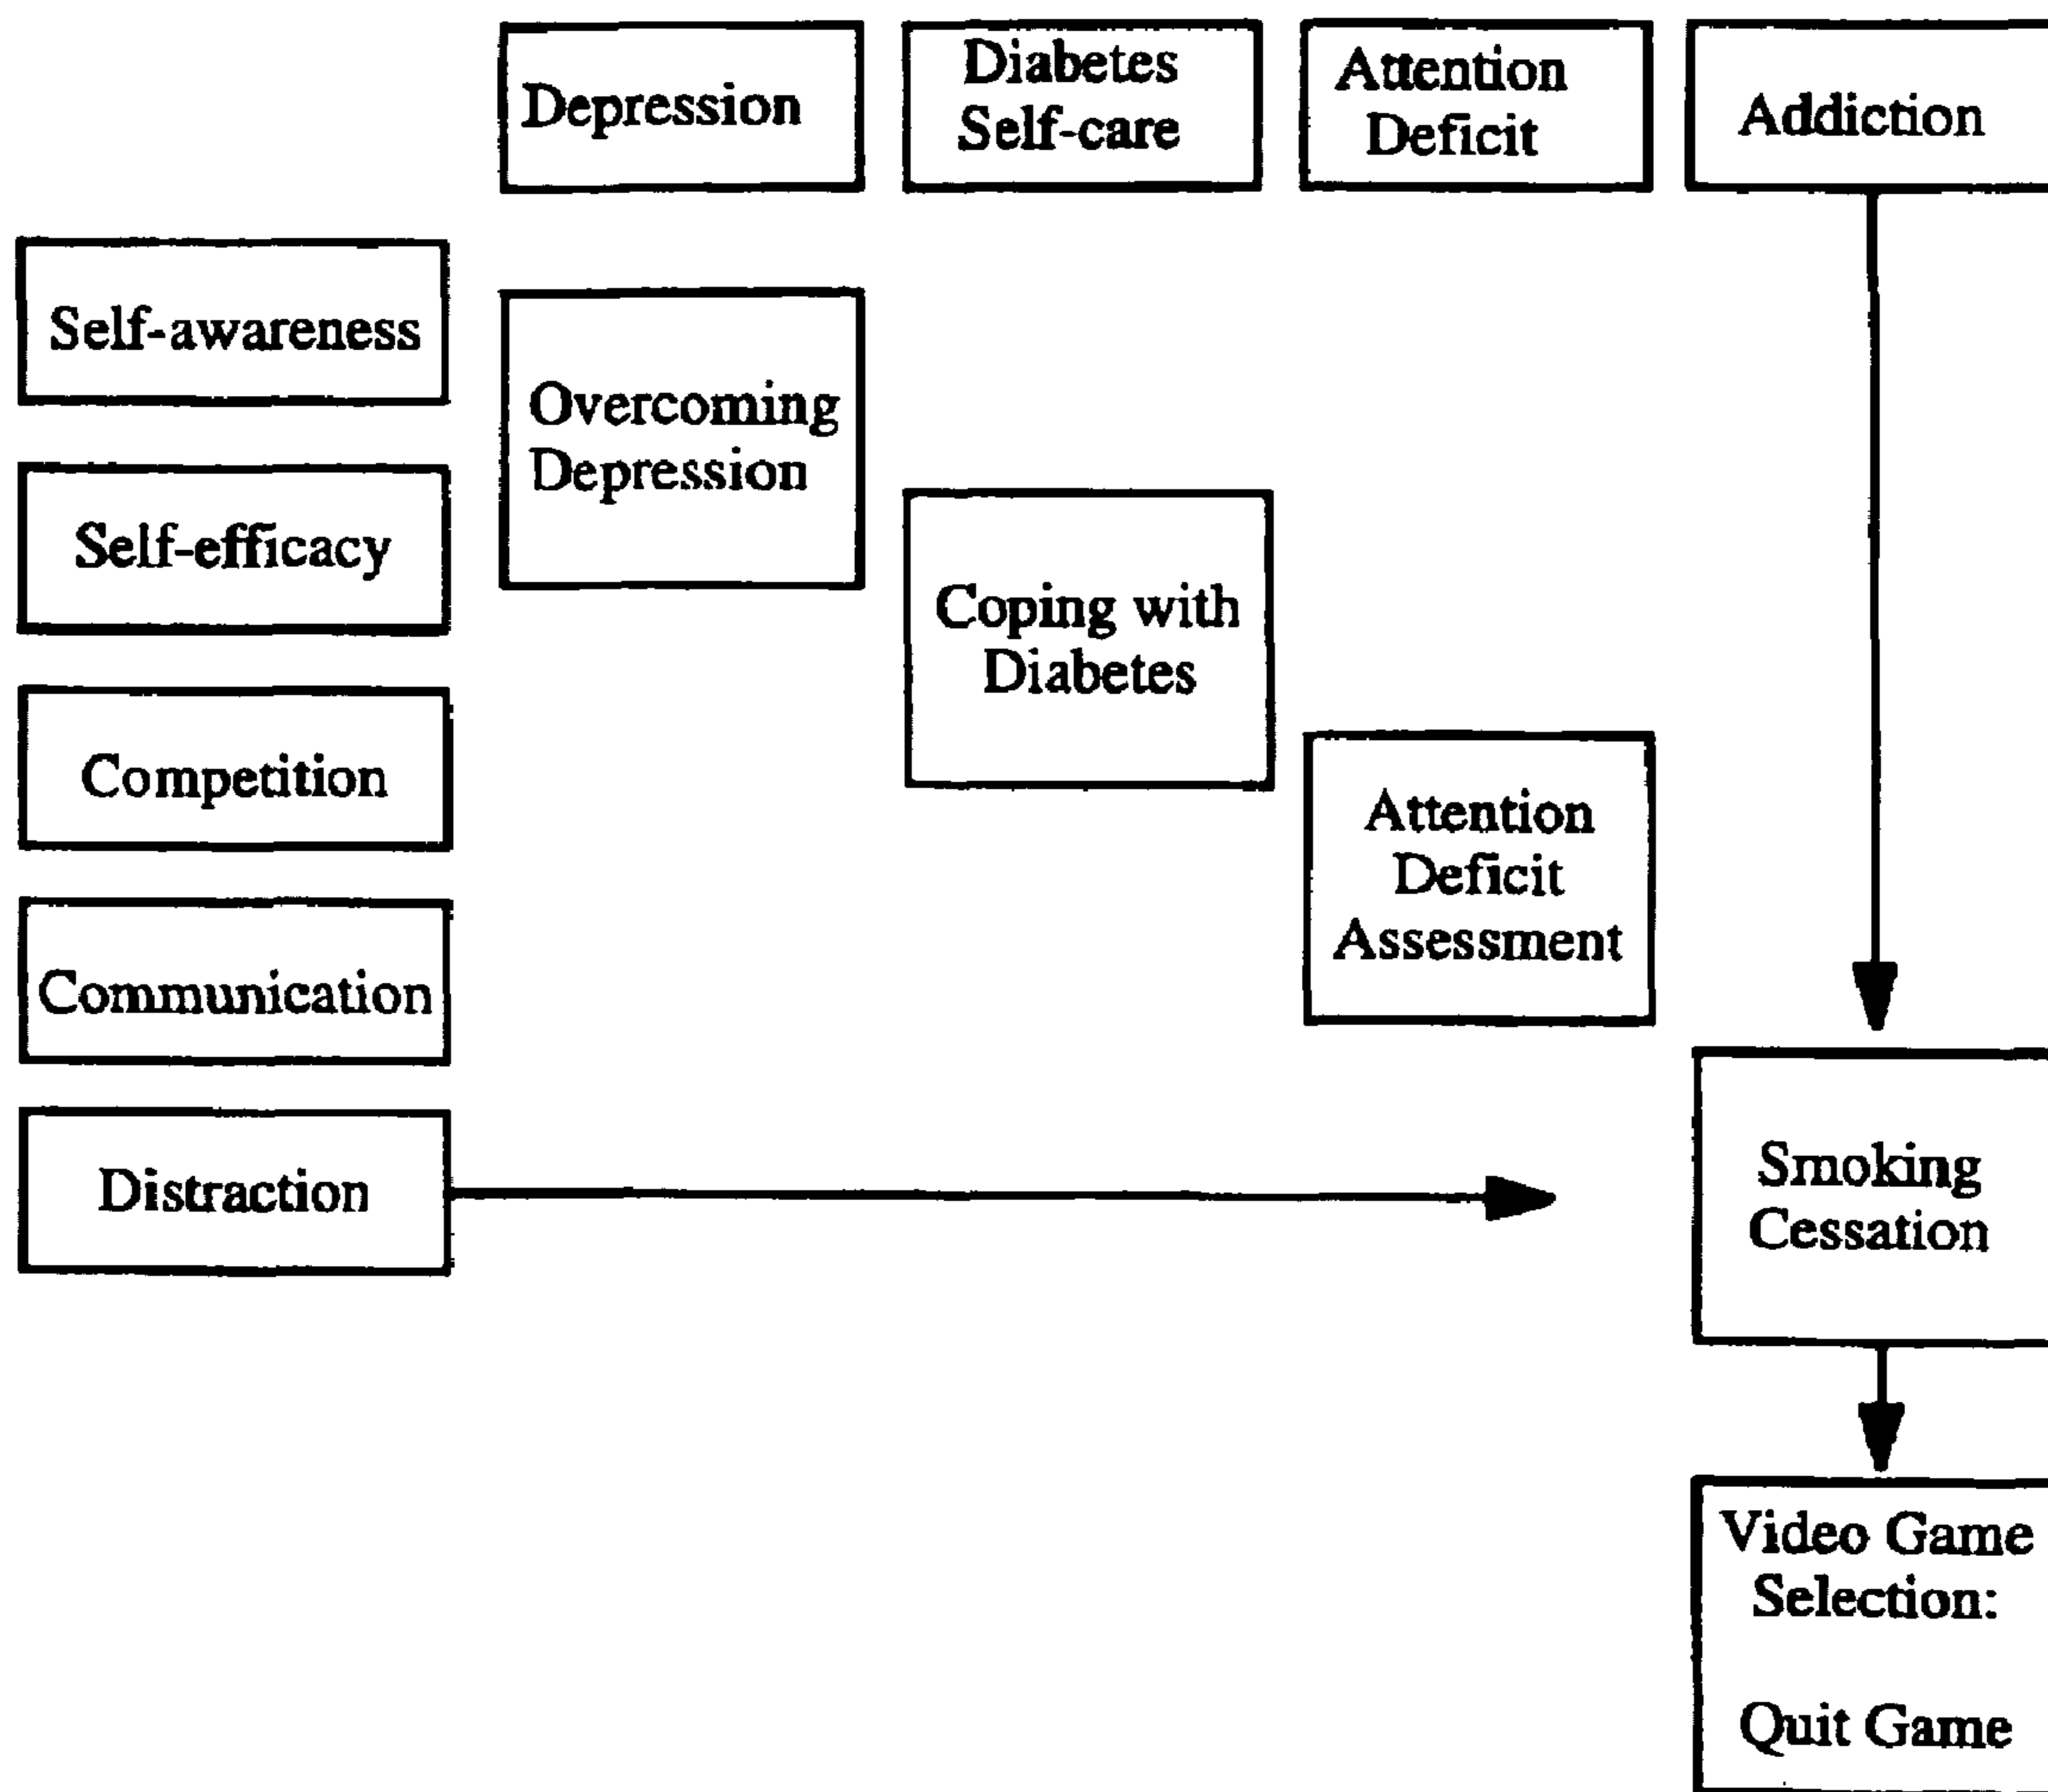 Depression
Diabetes
Self-care
Attention
Deficit
Addiction
Self-awareness
Overcoming
Depression
Self-efficacy
Coping with
Diabetes
Competition
Attention
Deficit
Assessment
Communication
Distraction
Smoking
Cessation
Video Game
Selection:
Quit Game